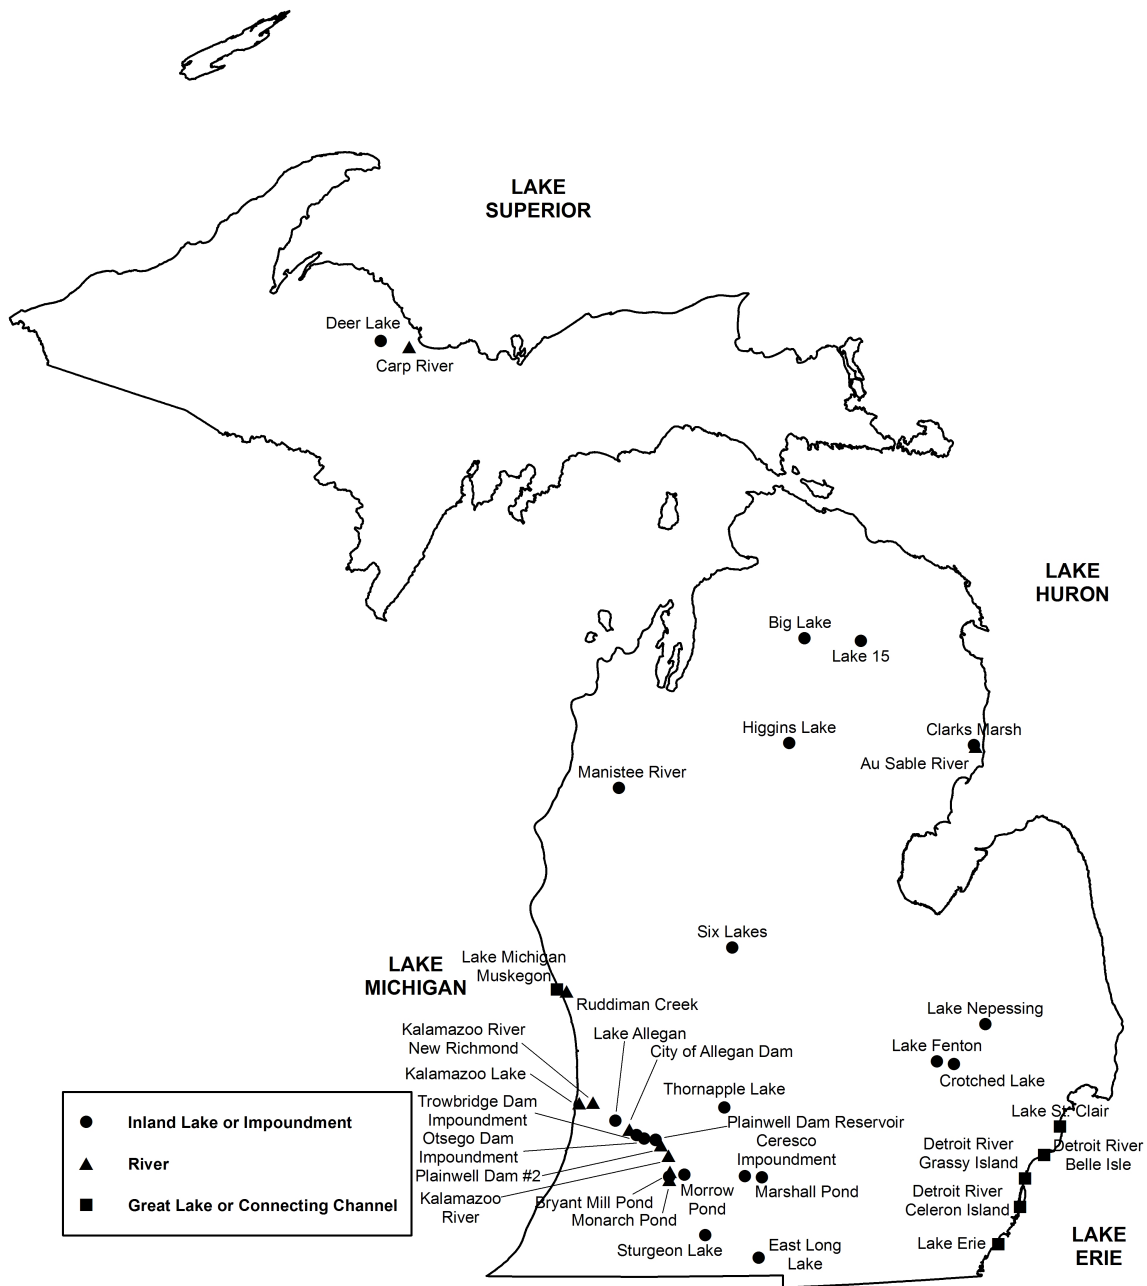 LAKE
SUPERIOR
Deer Lake
Carp River
LAKE
HURON
Big Lake
Lake 15
Higgins Lake
Clarks Marsh
Au Sable River
Manistee River
Six Lakes
Lake Michigan
Muskegon
LAKE
MICHIGAN
Ruddiman Creek
Lake Nepessing
Kalamazoo River
New Richmond
Lake Allegan
City of Allegan Dam
Lake Fenton
Crotched Lake
Kalamazoo Lake
Thornapple Lake
Trowbridge Dam
Impoundment
Lake St. Clair
Plainwell Dam Reservoir
Otsego Dam
Impoundment
Ceresco
Impoundment
Detroit River
Grassy Island
Detroit River
Belle Isle
Plainwell Dam #2
Kalamazoo
River
Bryant Mill Pond
Monarch Pond
Morrow
Pond
Marshall Pond
Detroit River
Celeron Island
Sturgeon Lake
East Long
Lake
Lake Erie
LAKE
ERIE
Inland Lake or Impoundment
River
Great Lake or Connecting Channel